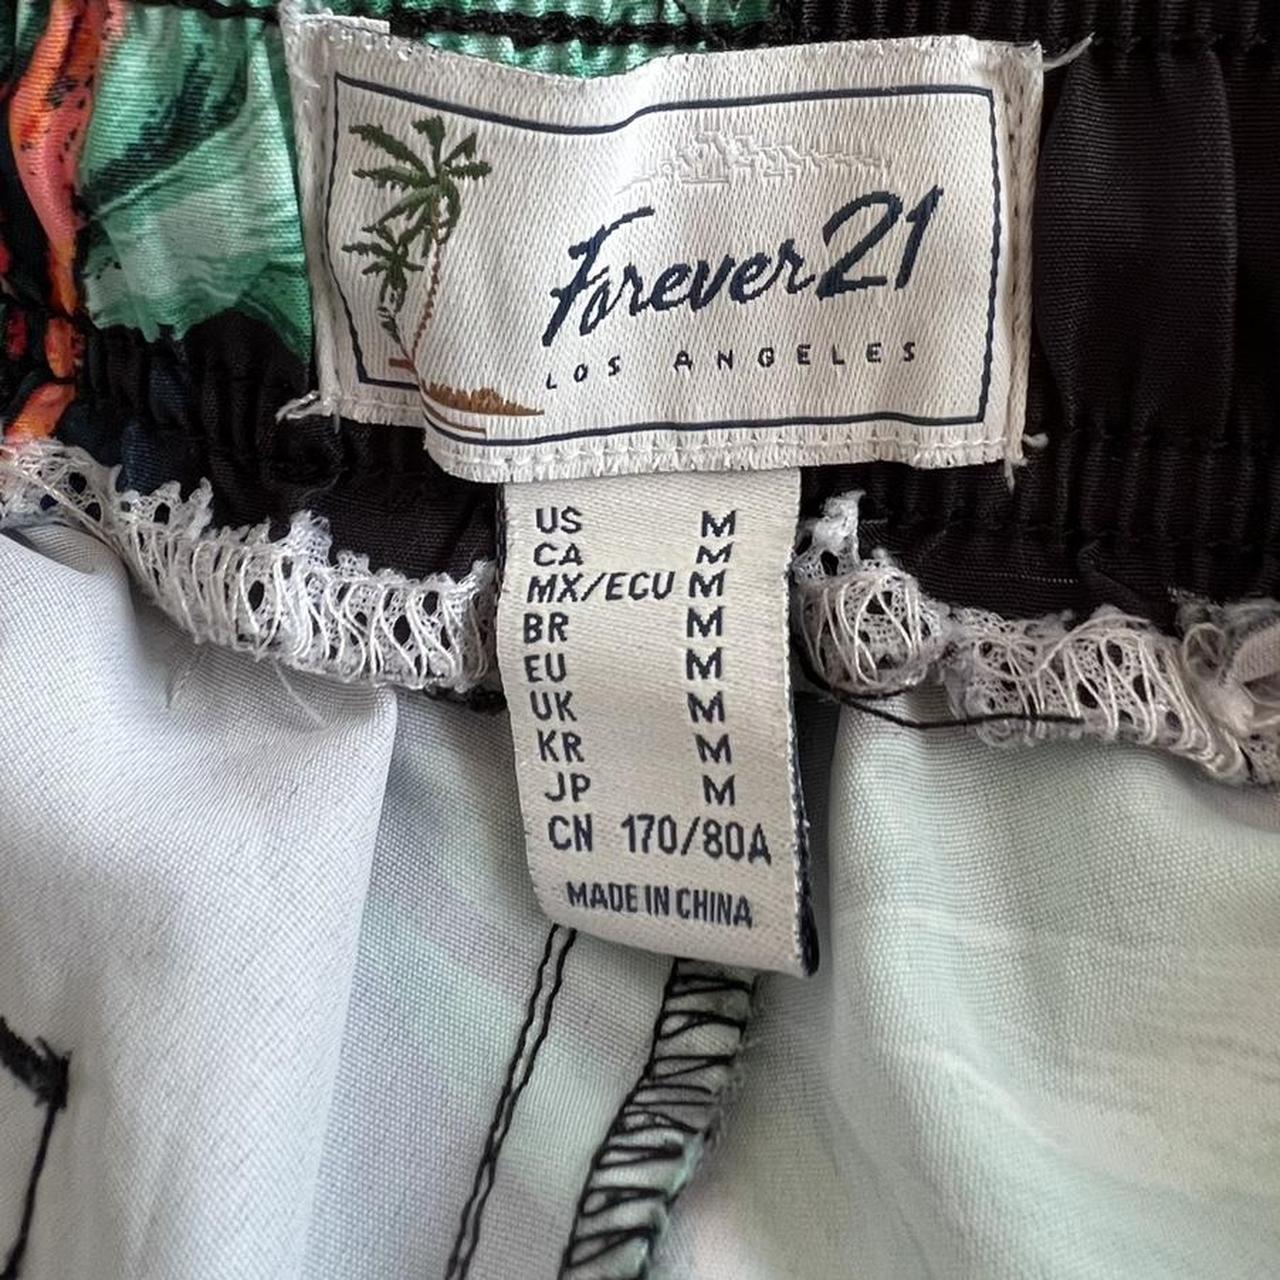 Forever 21
LOS ANGELES
US M
CA M
MX/ECU M
BR M
EU M
UK M
KR M
JP M
CN 170/80A
MADE IN CHINA